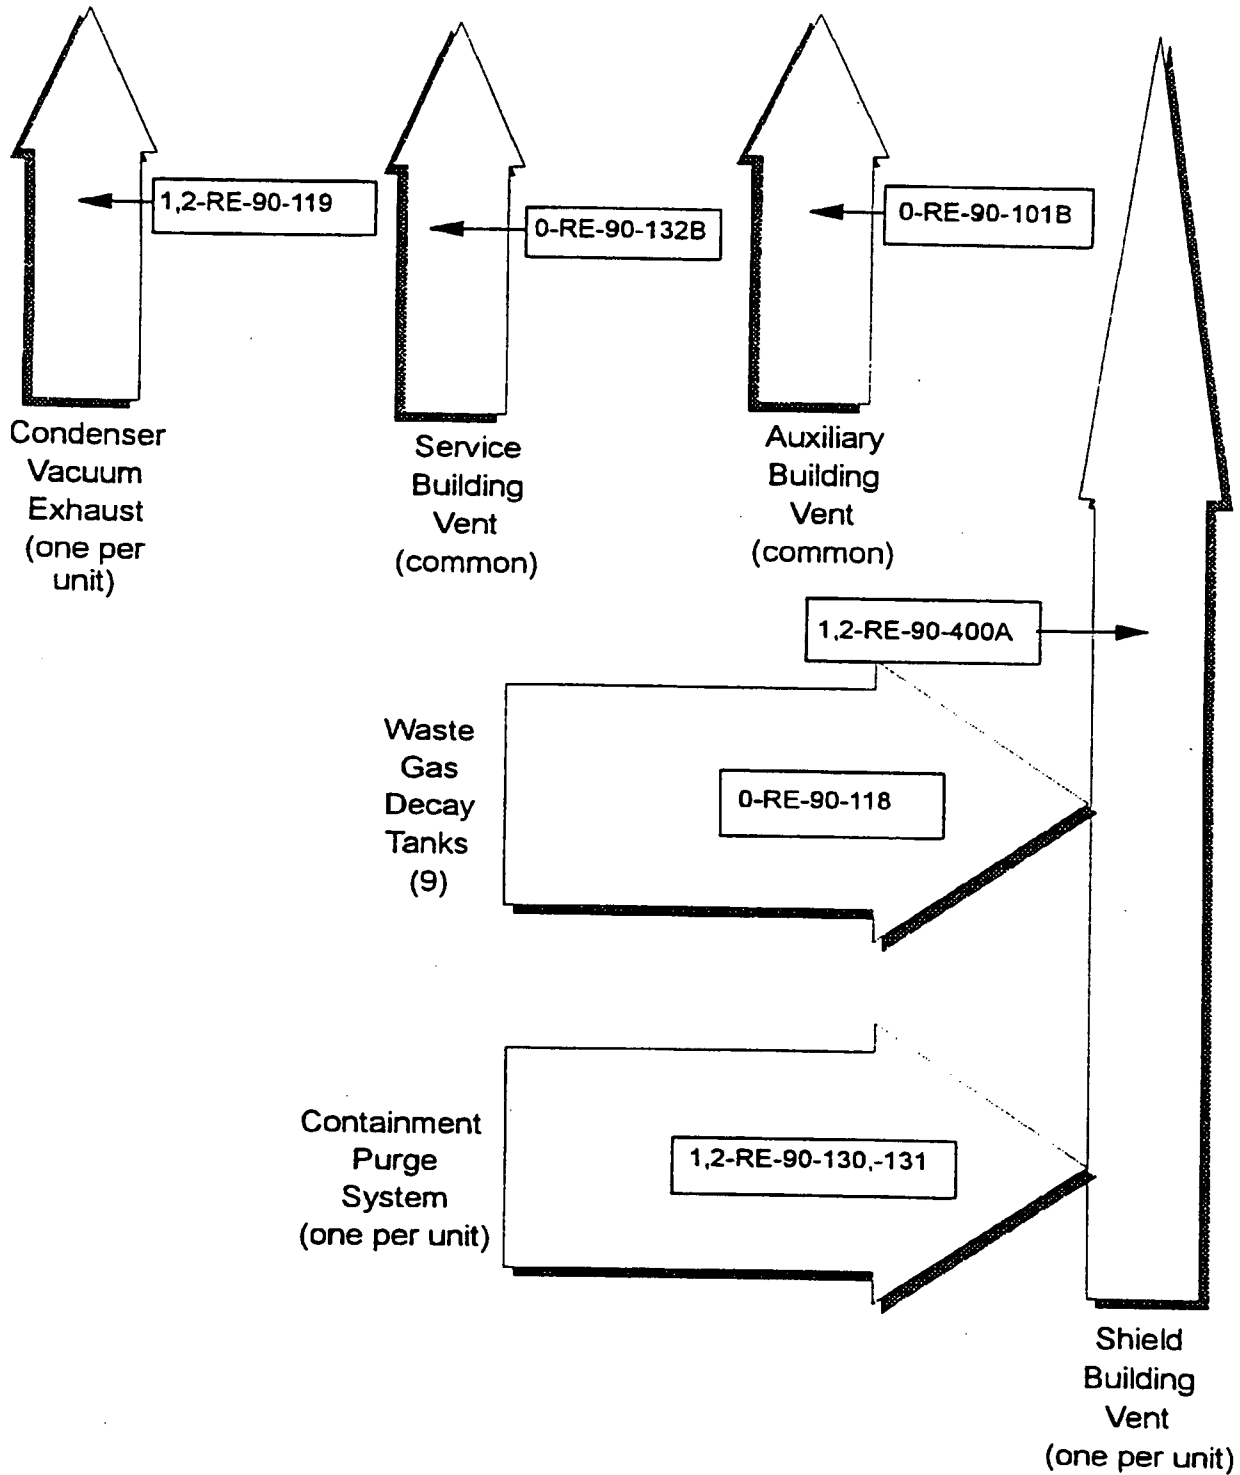 1,2-RE-90-119
0-RE-90-132B
0-RE-90-101B
Condenser
Vacuum
Exhaust
(one per
unit)
Service
Building
Vent
(common)
Auxiliary
Building
Vent
(common)
1,2-RE-90-400A
Waste
Gas
Decay
Tanks
(9)
0-RE-90-118
Containment
Purge
System
(one per unit)
1,2-RE-90-130,-131
Shield
Building
Vent
(one per unit)